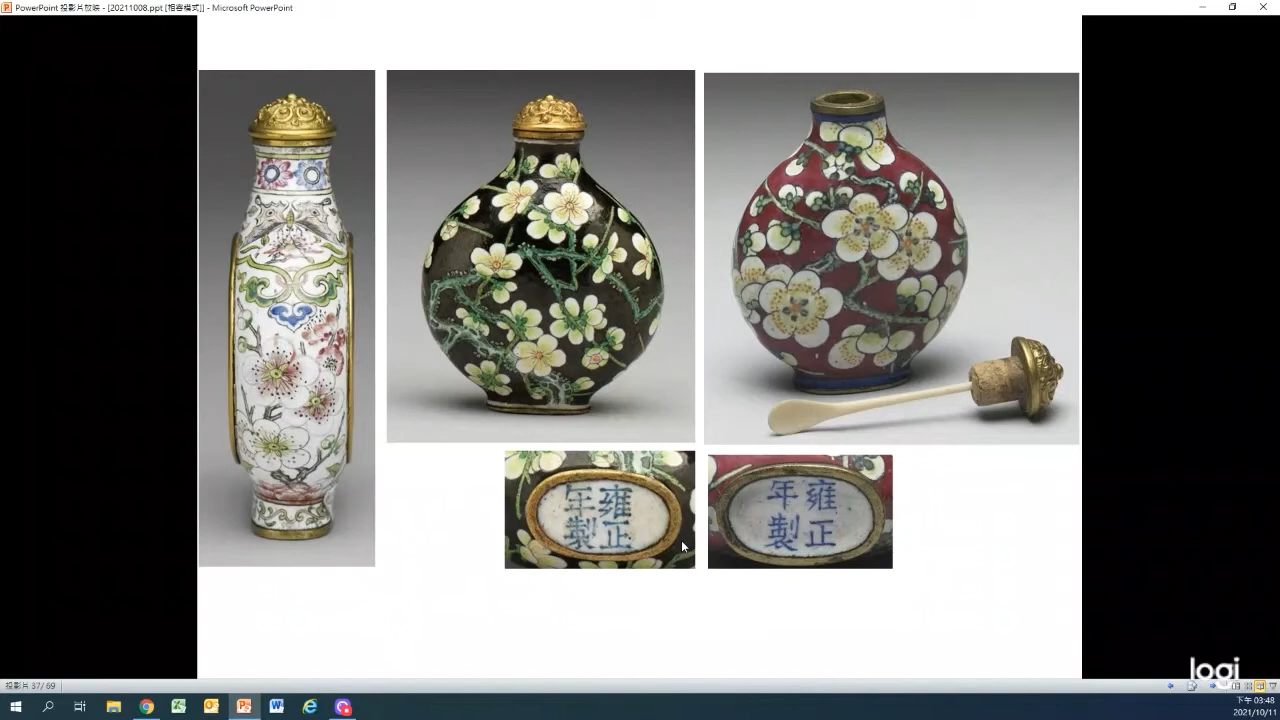 PowerPoint 投影片放映 - [20211008.ppt [相容模式]] - Microsoft PowerPoint
雍正
年製
雍正
年製
logi
投影片 37/ 69
下午 03:48
2021/10/11